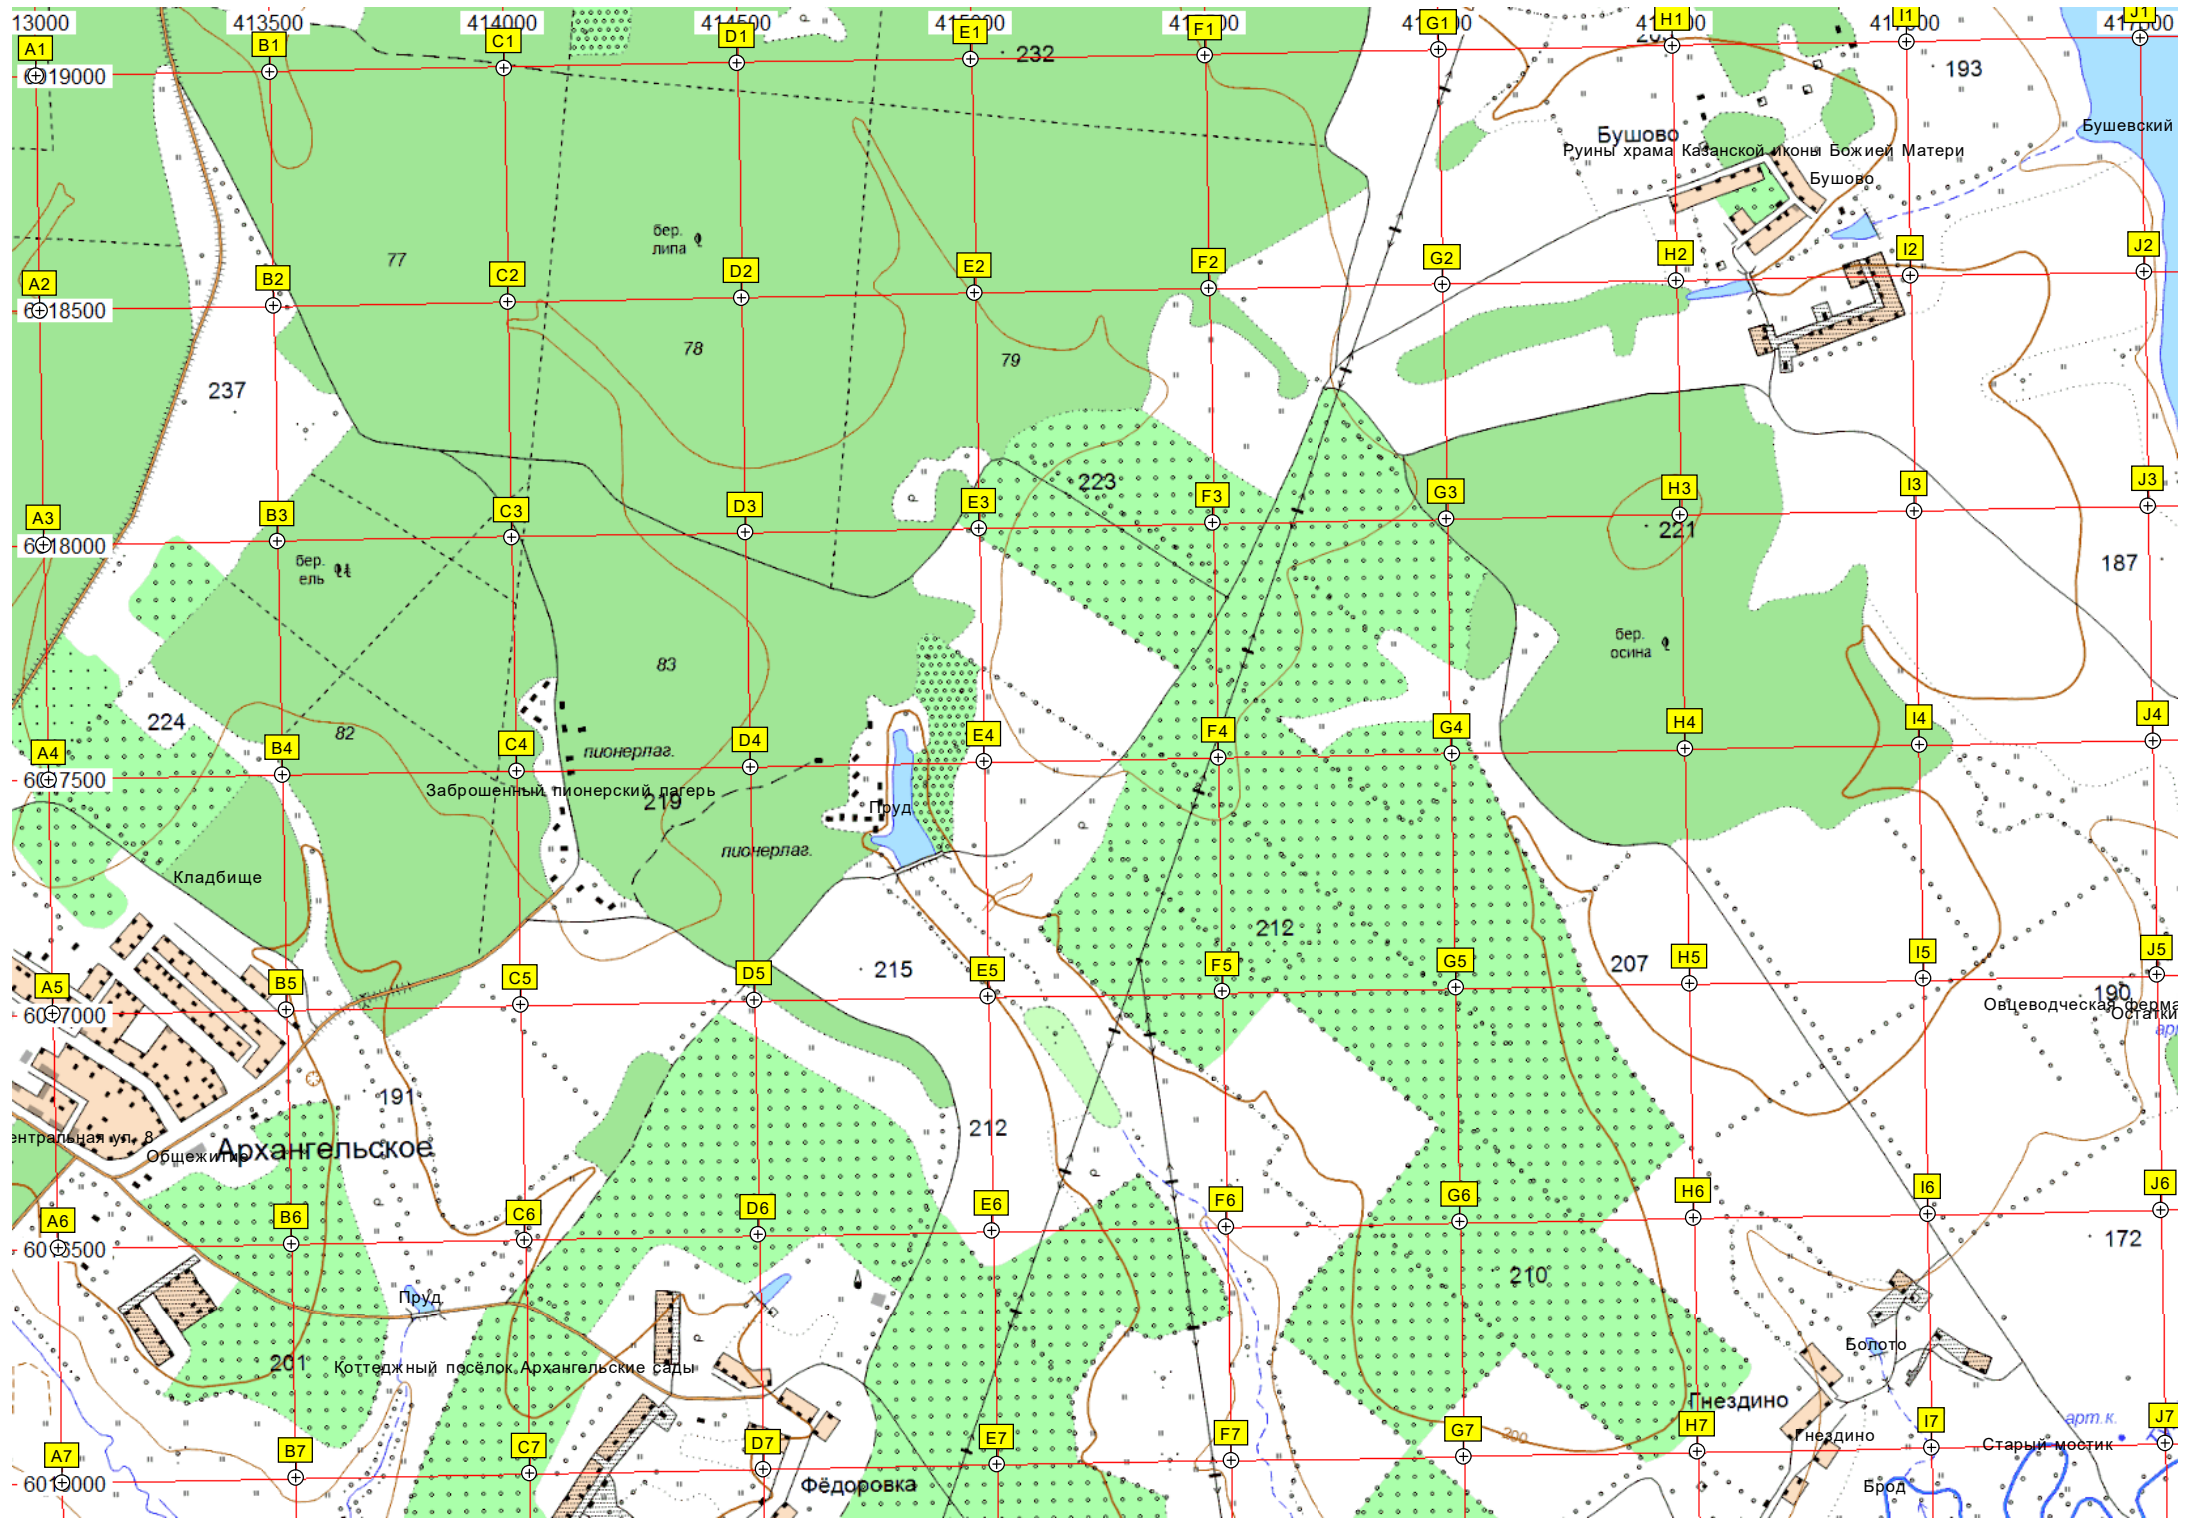 13000 413500 414000 414500
A1 B1 C1 D1 E1 F1 G1 H1 I1 J1
232
193
Бушевский
Бушово
Руины храма Казанской иконы Божией Матери
Бушово
бер.
липа
77
A2 B2 C2 D2 E2 F2 G2 H2 I2 J2
78
79
237
223
A3 B3 C3 D3 E3 F3 G3 H3 I3 J3
221
187
бер.
ель
бер.
осина
83
224
82
A4 B4 C4 D4 E4 F4 G4 H4 I4 J4
пионерлаг.
Заброшенный пионерский лагерь
219
Пруд
пионерлаг.
Кладбище
212
215
207
A5 B5 C5 D5 E5 F5 G5 H5 I5 J5
190
Овцеводческая ферма
Остатки
191
212
ентральная ул. 8
Общежитие
Архангельское
A6 B6 C6 D6 E6 F6 G6 H6 I6 J6
172
210
Пруд
Болото
201
Коттеджный посёлок Архангельские сады
Гнездино
арт.к.
A7 B7 C7 D7 E7 F7 G7 H7 I7 J7
200
Гнездино
Старый мостик
Фёдоровка
Брод